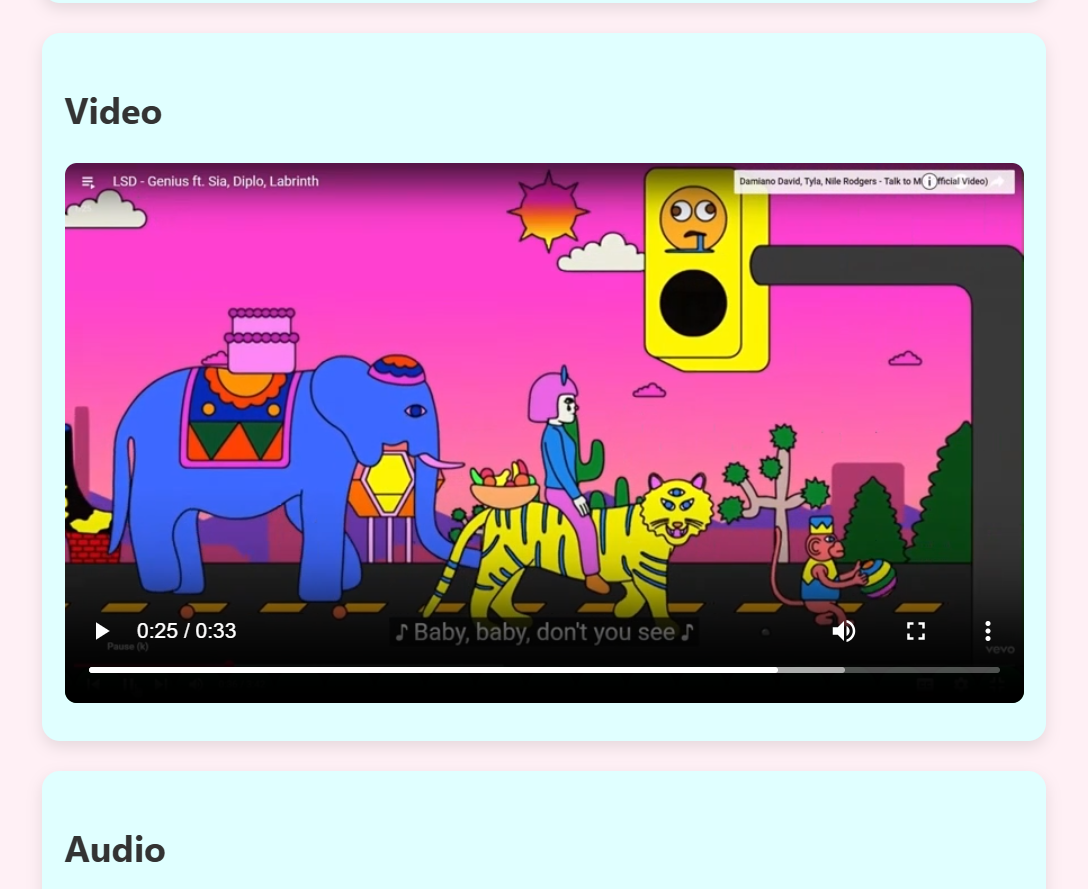 Video
LSD - Genius ft. Sia, Diplo, Labrinth
Damiano David, Tyla, Nile Rodgers - Talk to M fficial Video)
♪ Baby, baby, don't you see ♪
0:25 / 0:33
Pause (k)
vevo
Audio